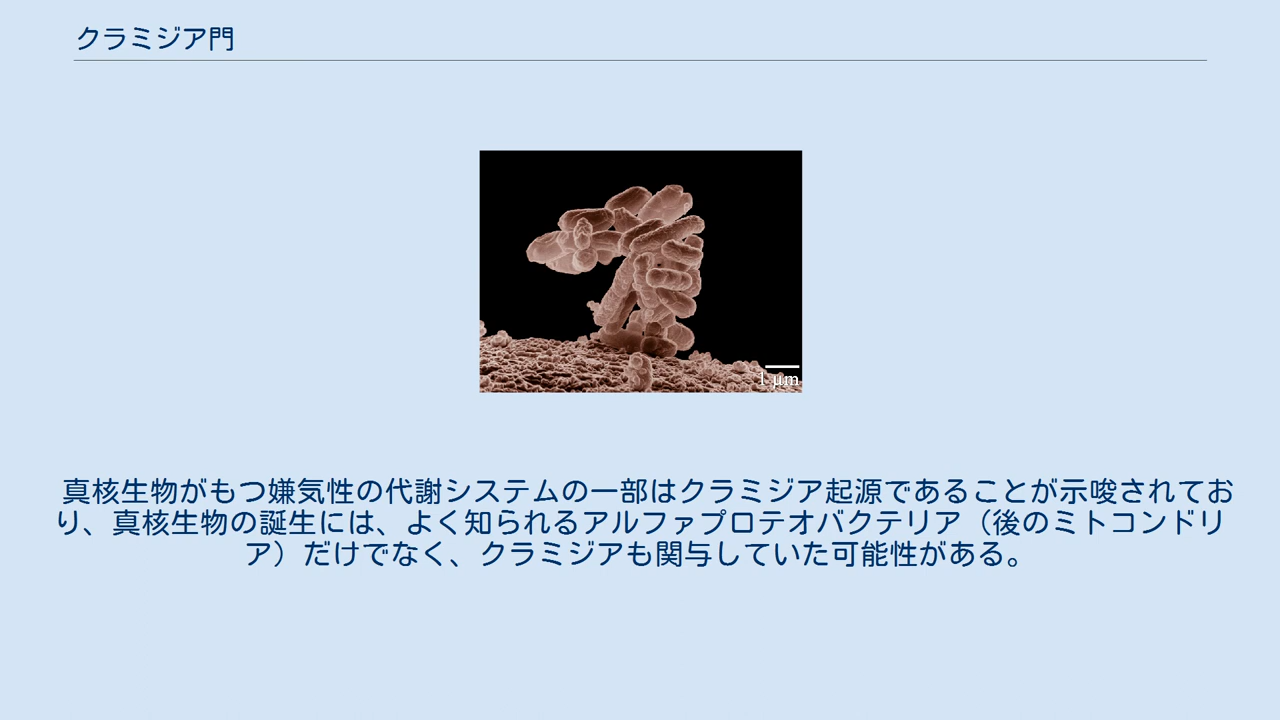 クラミジア門
1 μm
真核生物がもつ嫌気性の代謝システムの一部はクラミジア起源であることが示唆されてお
り、真核生物の誕生には、よく知られるアルファプロテオバクテリア（後のミトコンドリ
ア）だけでなく、クラミジアも関与していた可能性がある。